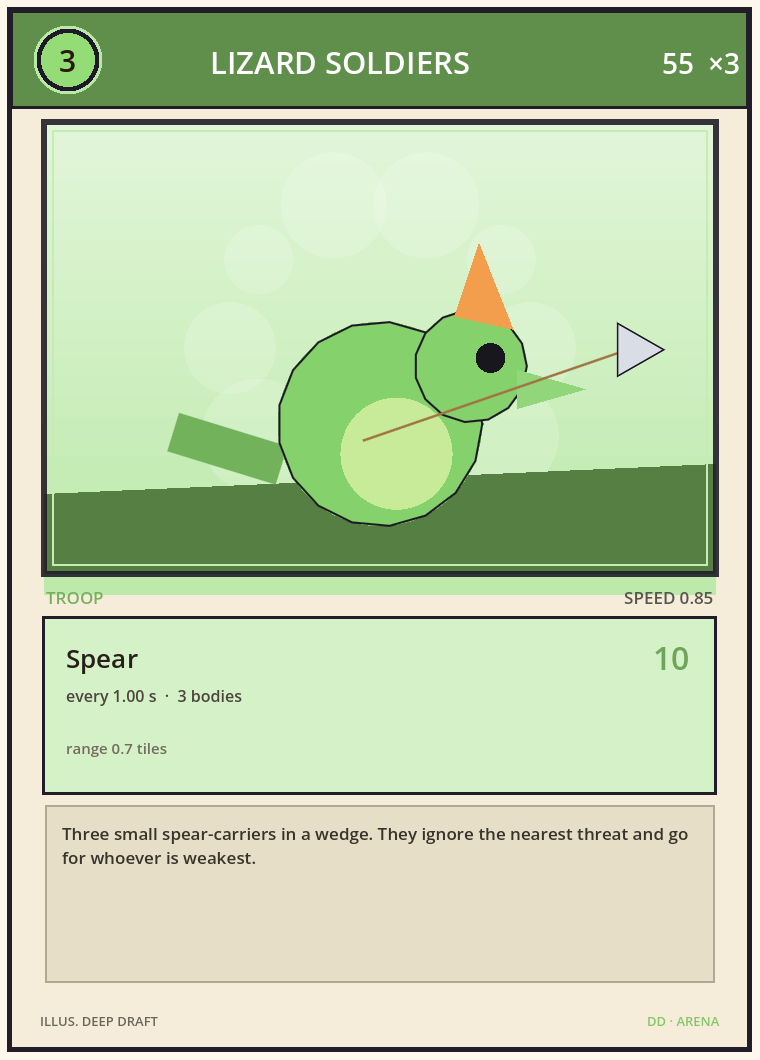 3
LIZARD SOLDIERS
55 ×3
TROOP
SPEED 0.85
Spear
10
every 1.00 s · 3 bodies
range 0.7 tiles
Three small spear-carriers in a wedge. They ignore the nearest threat and go
for whoever is weakest.
ILLUS. DEEP DRAFT
DD · ARENA